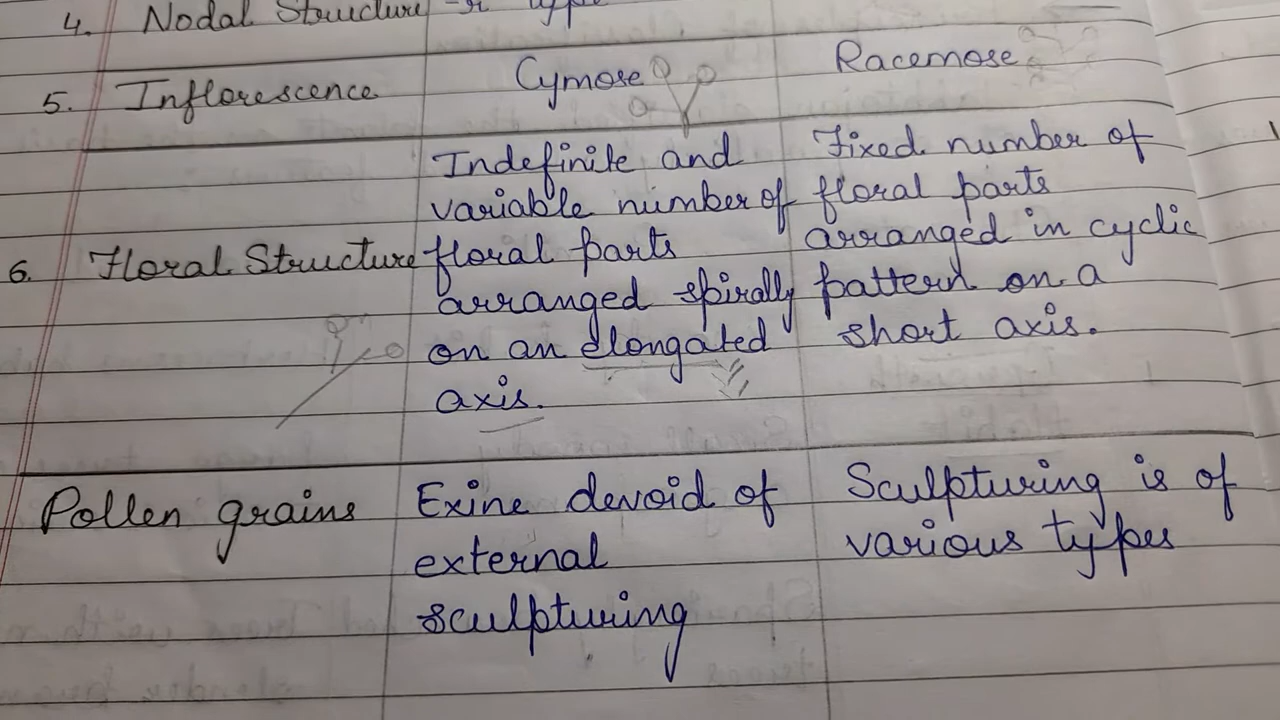 4. Nodal Structure
5. Inflorescence Cymose Racemose
Indefinite and Fixed number of
variable number of floral parts
6. Floral Structure floral parts arranged in cyclic
arranged spirally pattern on a
on an elongated short axis.
axis.
Pollen grains Exine devoid of Sculpturing is of
external various types
sculpturing